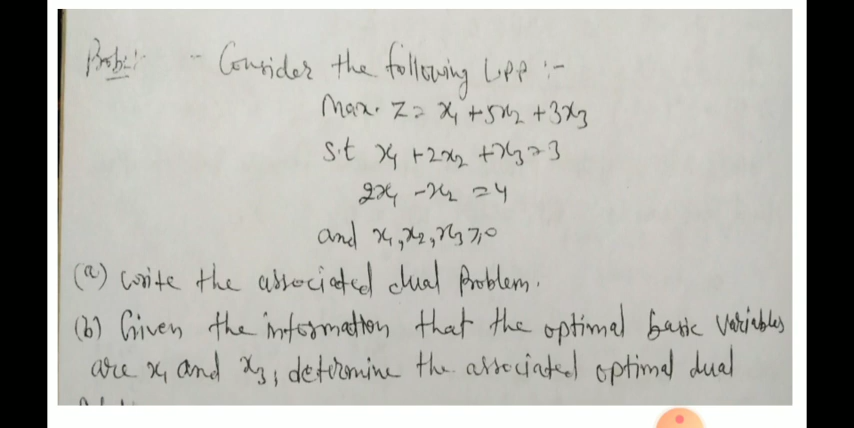 Prob:- - Consider the following LPP :-
Max. Z = x1 + 5x2 + 3x3
s.t x1 + 2x2 + x3 = 3
2x1 - x2 = 4
and x1, x2, x3 ≥ 0
(a) Write the associated dual problem.
(b) Given the information that the optimal basic variables
are x1 and x3, determine the associated optimal dual